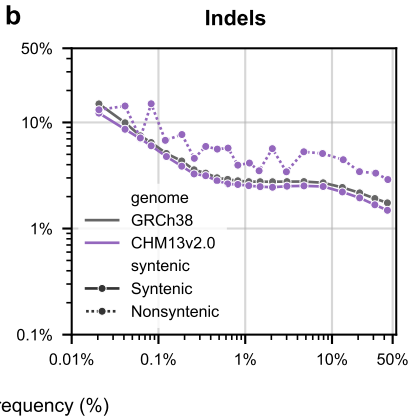 b
Indels
50%
10%
1%
0.1%
genome
GRCh38
CHM13v2.0
syntenic
Syntenic
Nonsyntenic
0.01% 0.1% 1% 10% 50%
requency (%)